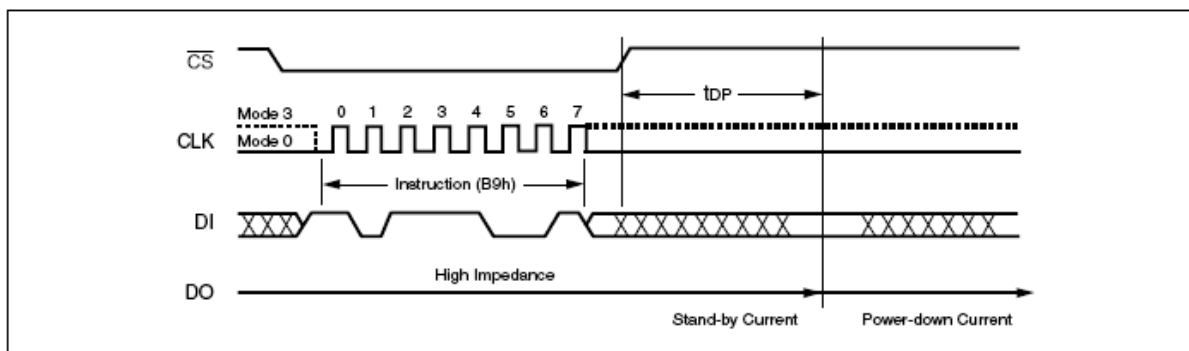 CS
tDP
Mode 3
0 1 2 3 4 5 6 7
CLK
Mode 0
Instruction (B9h)
DI
High Impedance
DO
Stand-by Current
Power-down Current